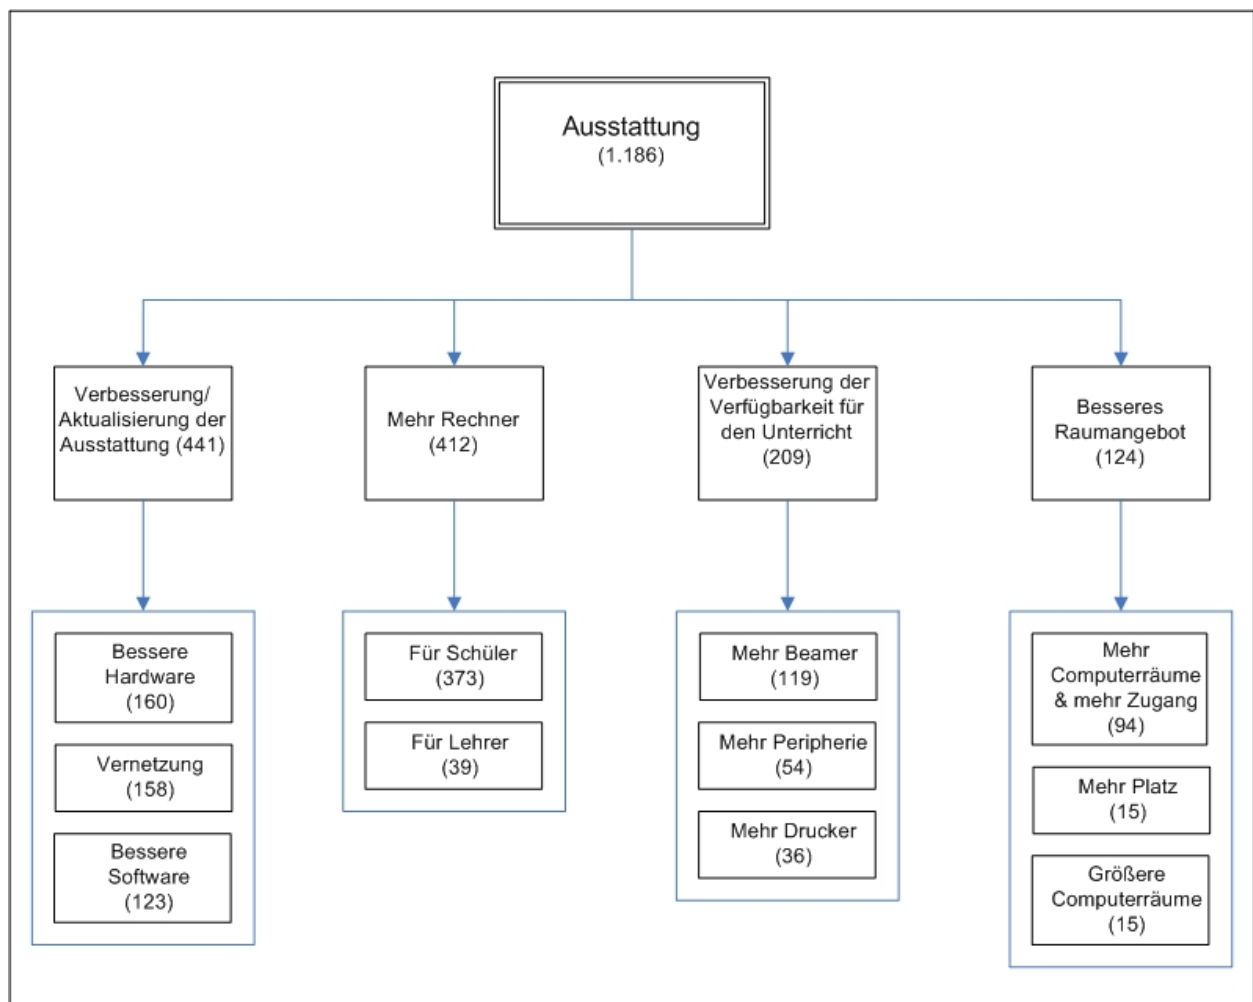 Ausstattung
(1.186)
Verbesserung/
Aktualisierung der
Ausstattung (441)
Mehr Rechner
(412)
Verbesserung der
Verfügbarkeit für
den Unterricht
(209)
Besseres
Raumangebot
(124)
Bessere
Hardware
(160)
Vernetzung
(158)
Bessere
Software
(123)
Für Schüler
(373)
Für Lehrer
(39)
Mehr Beamer
(119)
Mehr Peripherie
(54)
Mehr Drucker
(36)
Mehr
Computerräume
& mehr Zugang
(94)
Mehr Platz
(15)
Größere
Computerräume
(15)